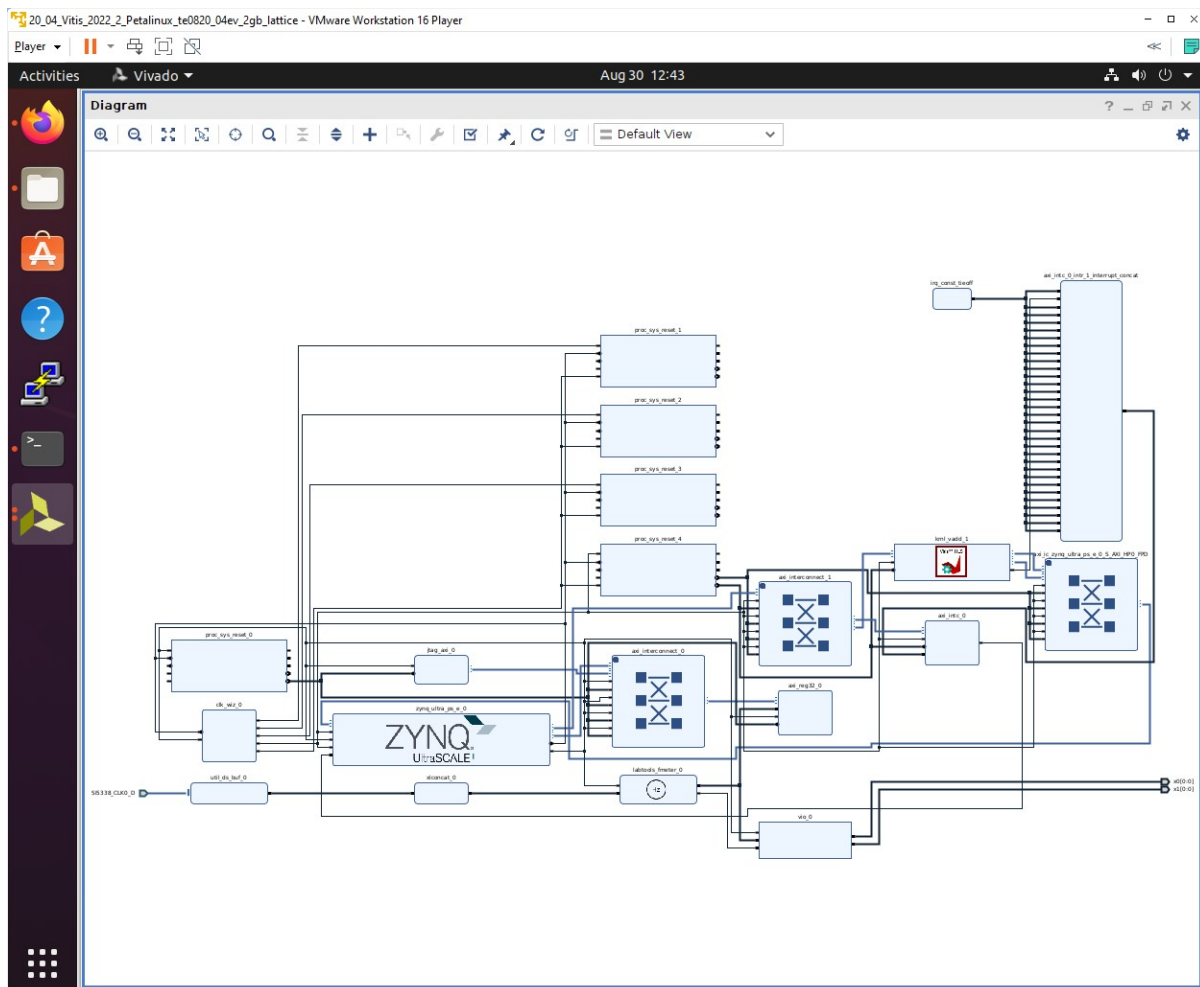 20_04_Vitis_2022_2_Petalinux_te0820_04ev_2gb_lattice - VMware Workstation 16 Player
Player
Activities
Vivado
Aug 30 12:43
Diagram
Default View
axi_intc_0_intr_1_interrupt_concat
irq_const_tieoff
proc_sys_reset_1
proc_sys_reset_2
proc_sys_reset_3
proc_sys_reset_4
krnl_vadd_1
axi_ic_zynq_ultra_ps_e_0_S_AXI_HP0_FPD
axi_interconnect_1
axi_intc_0
proc_sys_reset_0
jtag_axi_0
axi_interconnect_0
axi_reg32_0
clk_wiz_0
zynq_ultra_ps_e_0
ZYNQ
UltraSCALE
util_ds_buf_0
xlconcat_0
labtools_fmeter_0
SI5338_CLK0_D
x0[0:0]
x1[0:0]
vio_0